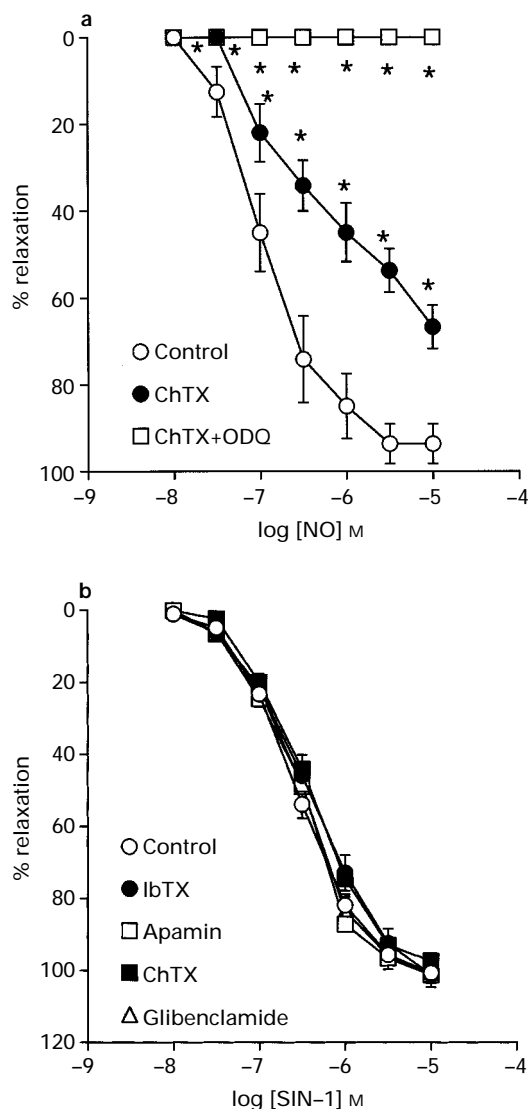 a
0
20
40
60
80
100
% relaxation
* * * * * * *
* * * * *
Control
ChTX
ChTX+ODQ
–9 –8 –7 –6 –5 –4
log [NO] M
b
0
20
40
60
80
100
120
% relaxation
Control
IbTX
Apamin
ChTX
Glibenclamide
–9 –8 –7 –6 –5 –4
log [SIN–1] M